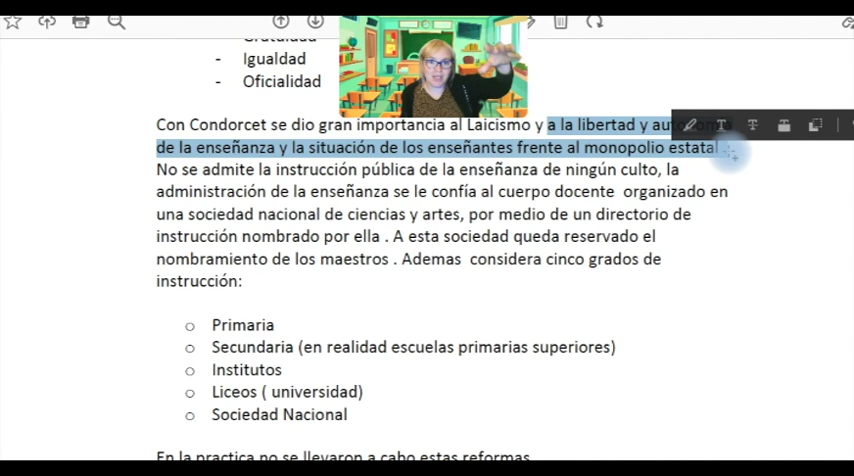 Gratuidad
- Igualdad
- Oficialidad
Con Condorcet se dio gran importancia al Laicismo y a la libertad y autonomía
de la enseñanza y la situación de los enseñantes frente al monopolio estatal .
No se admite la instrucción pública de la enseñanza de ningún culto, la
administración de la enseñanza se le confía al cuerpo docente organizado en
una sociedad nacional de ciencias y artes, por medio de un directorio de
instrucción nombrado por ella . A esta sociedad queda reservado el
nombramiento de los maestros . Ademas considera cinco grados de
instrucción:
o Primaria
o Secundaria (en realidad escuelas primarias superiores)
o Institutos
o Liceos ( universidad)
o Sociedad Nacional
En la practica no se llevaron a cabo estas reformas